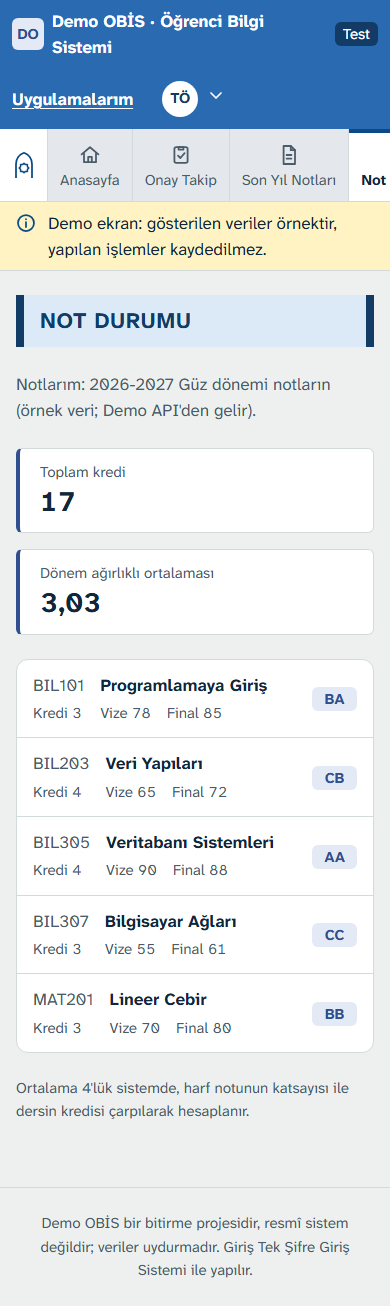 DO
Demo OBİS · Öğrenci Bilgi
Sistemi
Test
Uygulamalarım
TÖ
Anasayfa
Onay Takip
Son Yıl Notları
Not
Demo ekran: gösterilen veriler örnektir,
yapılan işlemler kaydedilmez.
NOT DURUMU
Notlarım: 2026-2027 Güz dönemi notların
(örnek veri; Demo API'den gelir).
Toplam kredi
17
Dönem ağırlıklı ortalaması
3,03
BIL101 Programlamaya Giriş
Kredi 3 Vize 78 Final 85
BA
BIL203 Veri Yapıları
Kredi 4 Vize 65 Final 72
CB
BIL305 Veritabanı Sistemleri
Kredi 4 Vize 90 Final 88
AA
BIL307 Bilgisayar Ağları
Kredi 3 Vize 55 Final 61
CC
MAT201 Lineer Cebir
Kredi 3 Vize 70 Final 80
BB
Ortalama 4'lük sistemde, harf notunun katsayısı ile
dersin kredisi çarpılarak hesaplanır.
Demo OBİS bir bitirme projesidir, resmî sistem
değildir; veriler uydurmadır. Giriş Tek Şifre Giriş
Sistemi ile yapılır.